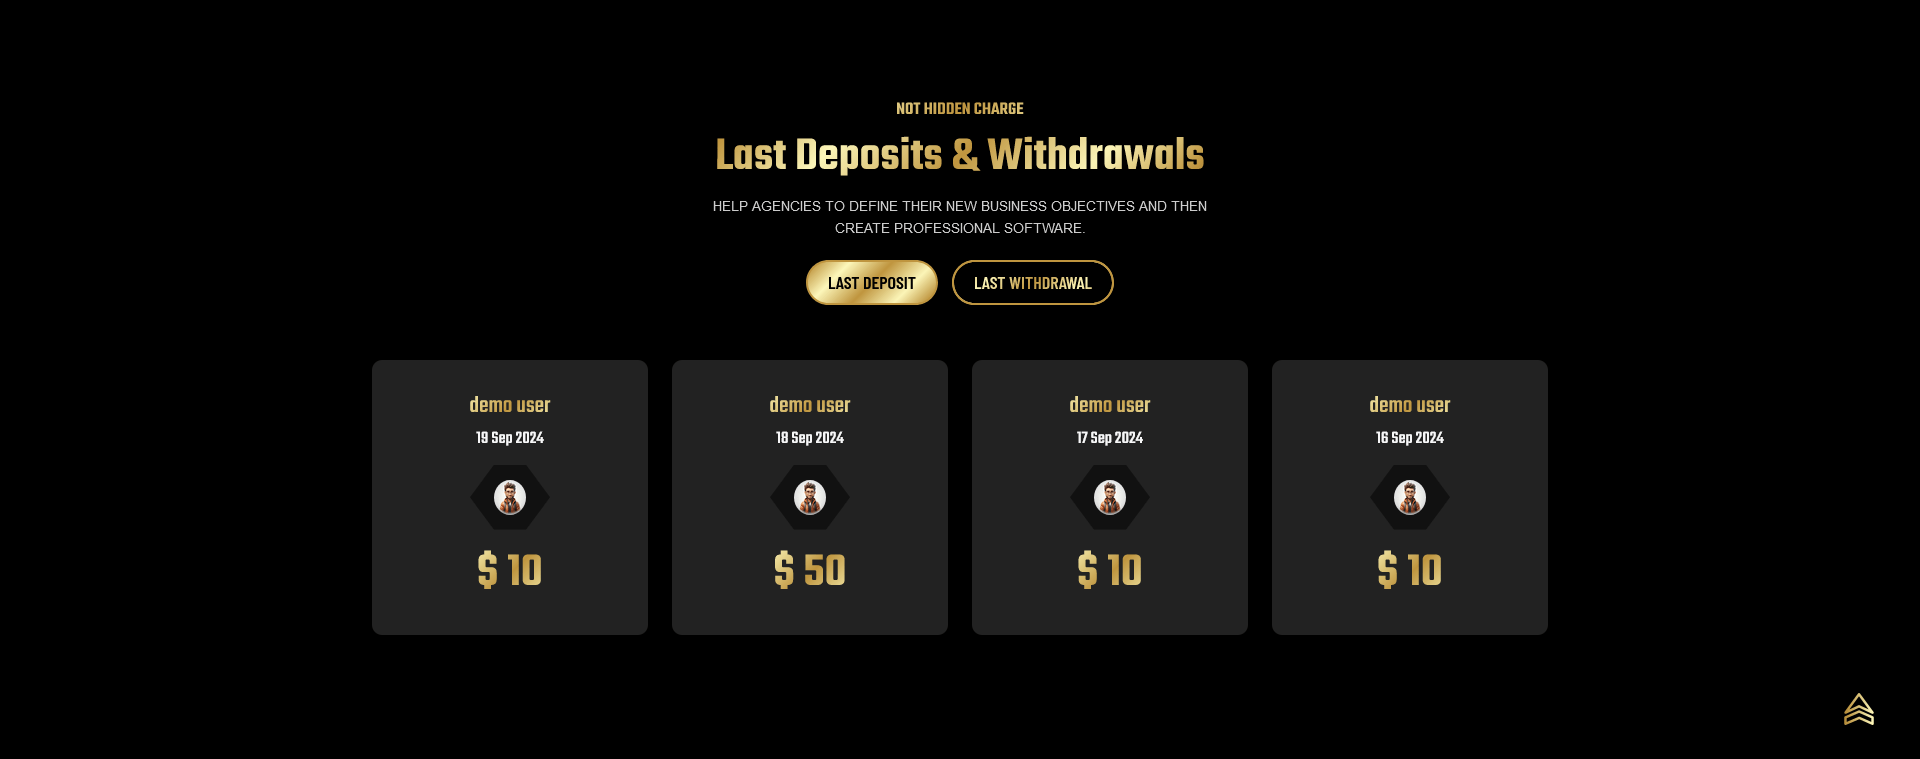 NOT HIDDEN CHARGE
Last Deposits & Withdrawals
HELP AGENCIES TO DEFINE THEIR NEW BUSINESS OBJECTIVES AND THEN
CREATE PROFESSIONAL SOFTWARE.
LAST DEPOSIT
LAST WITHDRAWAL
demo user
19 Sep 2024
$ 10
demo user
18 Sep 2024
$ 50
demo user
17 Sep 2024
$ 10
demo user
16 Sep 2024
$ 10